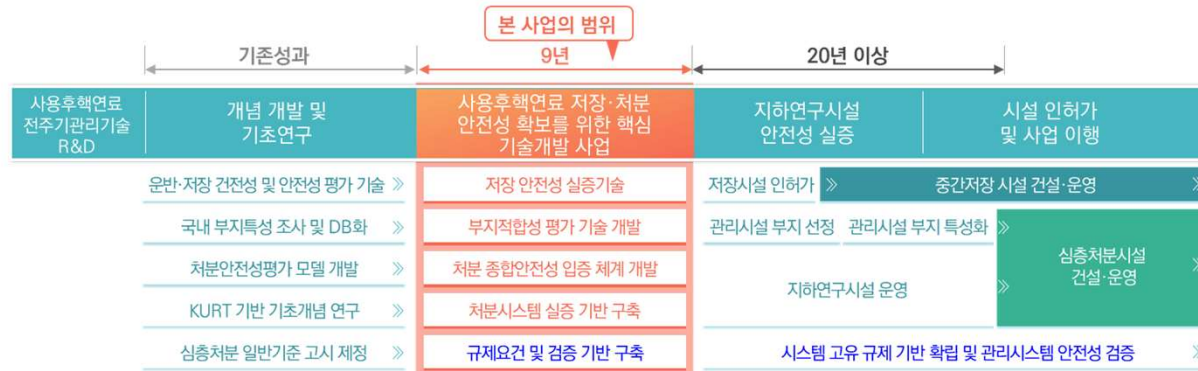 본 사업의 범위
기존성과
9년
20년 이상
사용후핵연료
전주기관리기술
R&D
개념 개발 및
기초연구
사용후핵연료 저장·처분
안전성 확보를 위한 핵심
기술개발 사업
지하연구시설
안전성 실증
시설 인허가
및 사업 이행
운반·저장 건전성 및 안전성 평가 기술 »
저장 안전성 실증기술
저장시설 인허가 »
중간저장 시설 건설·운영 »
국내 부지특성 조사 및 DB화 »
부지적합성 평가 기술 개발
관리시설 부지 선정
관리시설 부지 특성화 »
처분안전성평가 모델 개발 »
처분 종합안전성 입증 체계 개발
지하연구시설 운영 »
심층처분시설
건설·운영 »
KURT 기반 기초개념 연구 »
처분시스템 실증 기반 구축
심층처분 일반기준 고시 제정 »
규제요건 및 검증 기반 구축
시스템 고유 규제 기반 확립 및 관리시스템 안전성 검증 »